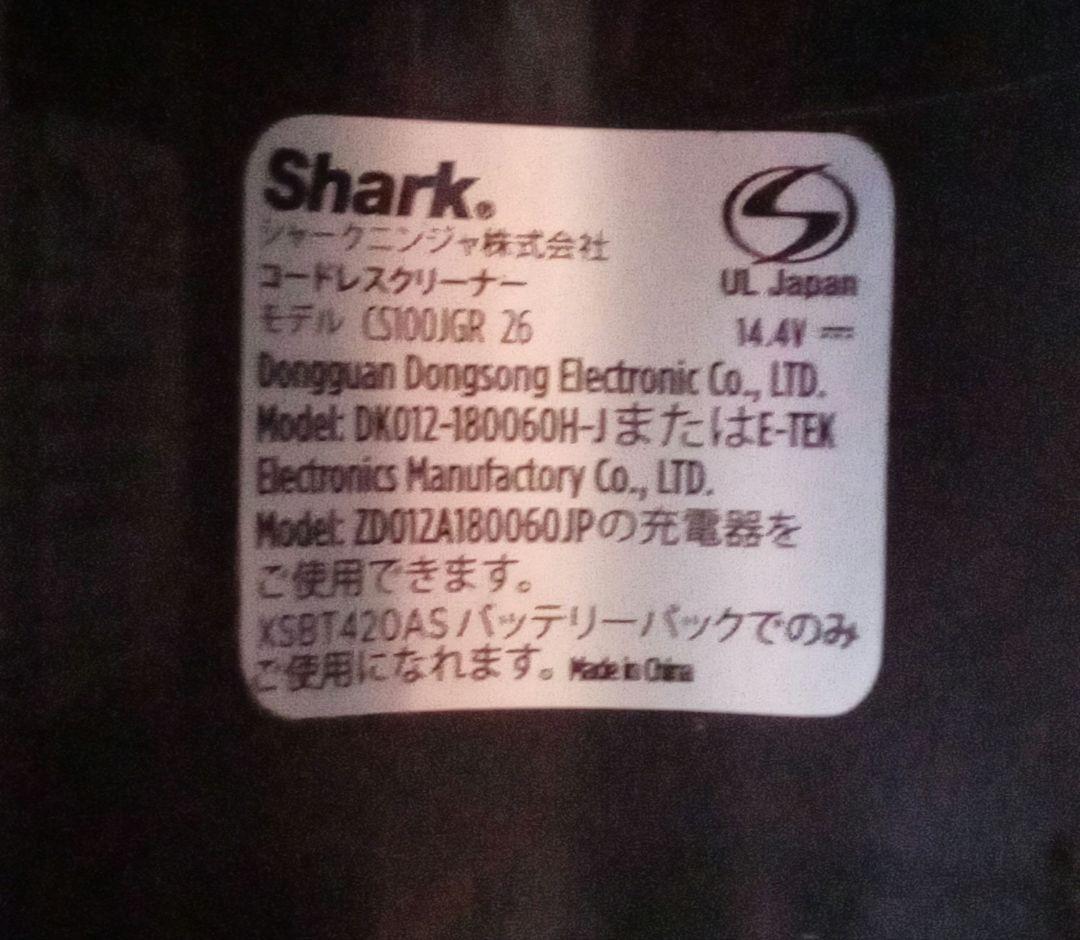 Shark®
シャークニンジャ株式会社
コードレスクリーナー
モデル CS100JGR 26
UL Japan
14.4V ⎓
Dongguan Dongsong Electronic Co., LTD.
Model: DK012-180060H-JまたはE-TEK
Electronics Manufactory Co., LTD.
Model: ZD012A180060JPの充電器を
ご使用できます。
KSBT420ASバッテリーパックでのみ
ご使用になれます。Made in China